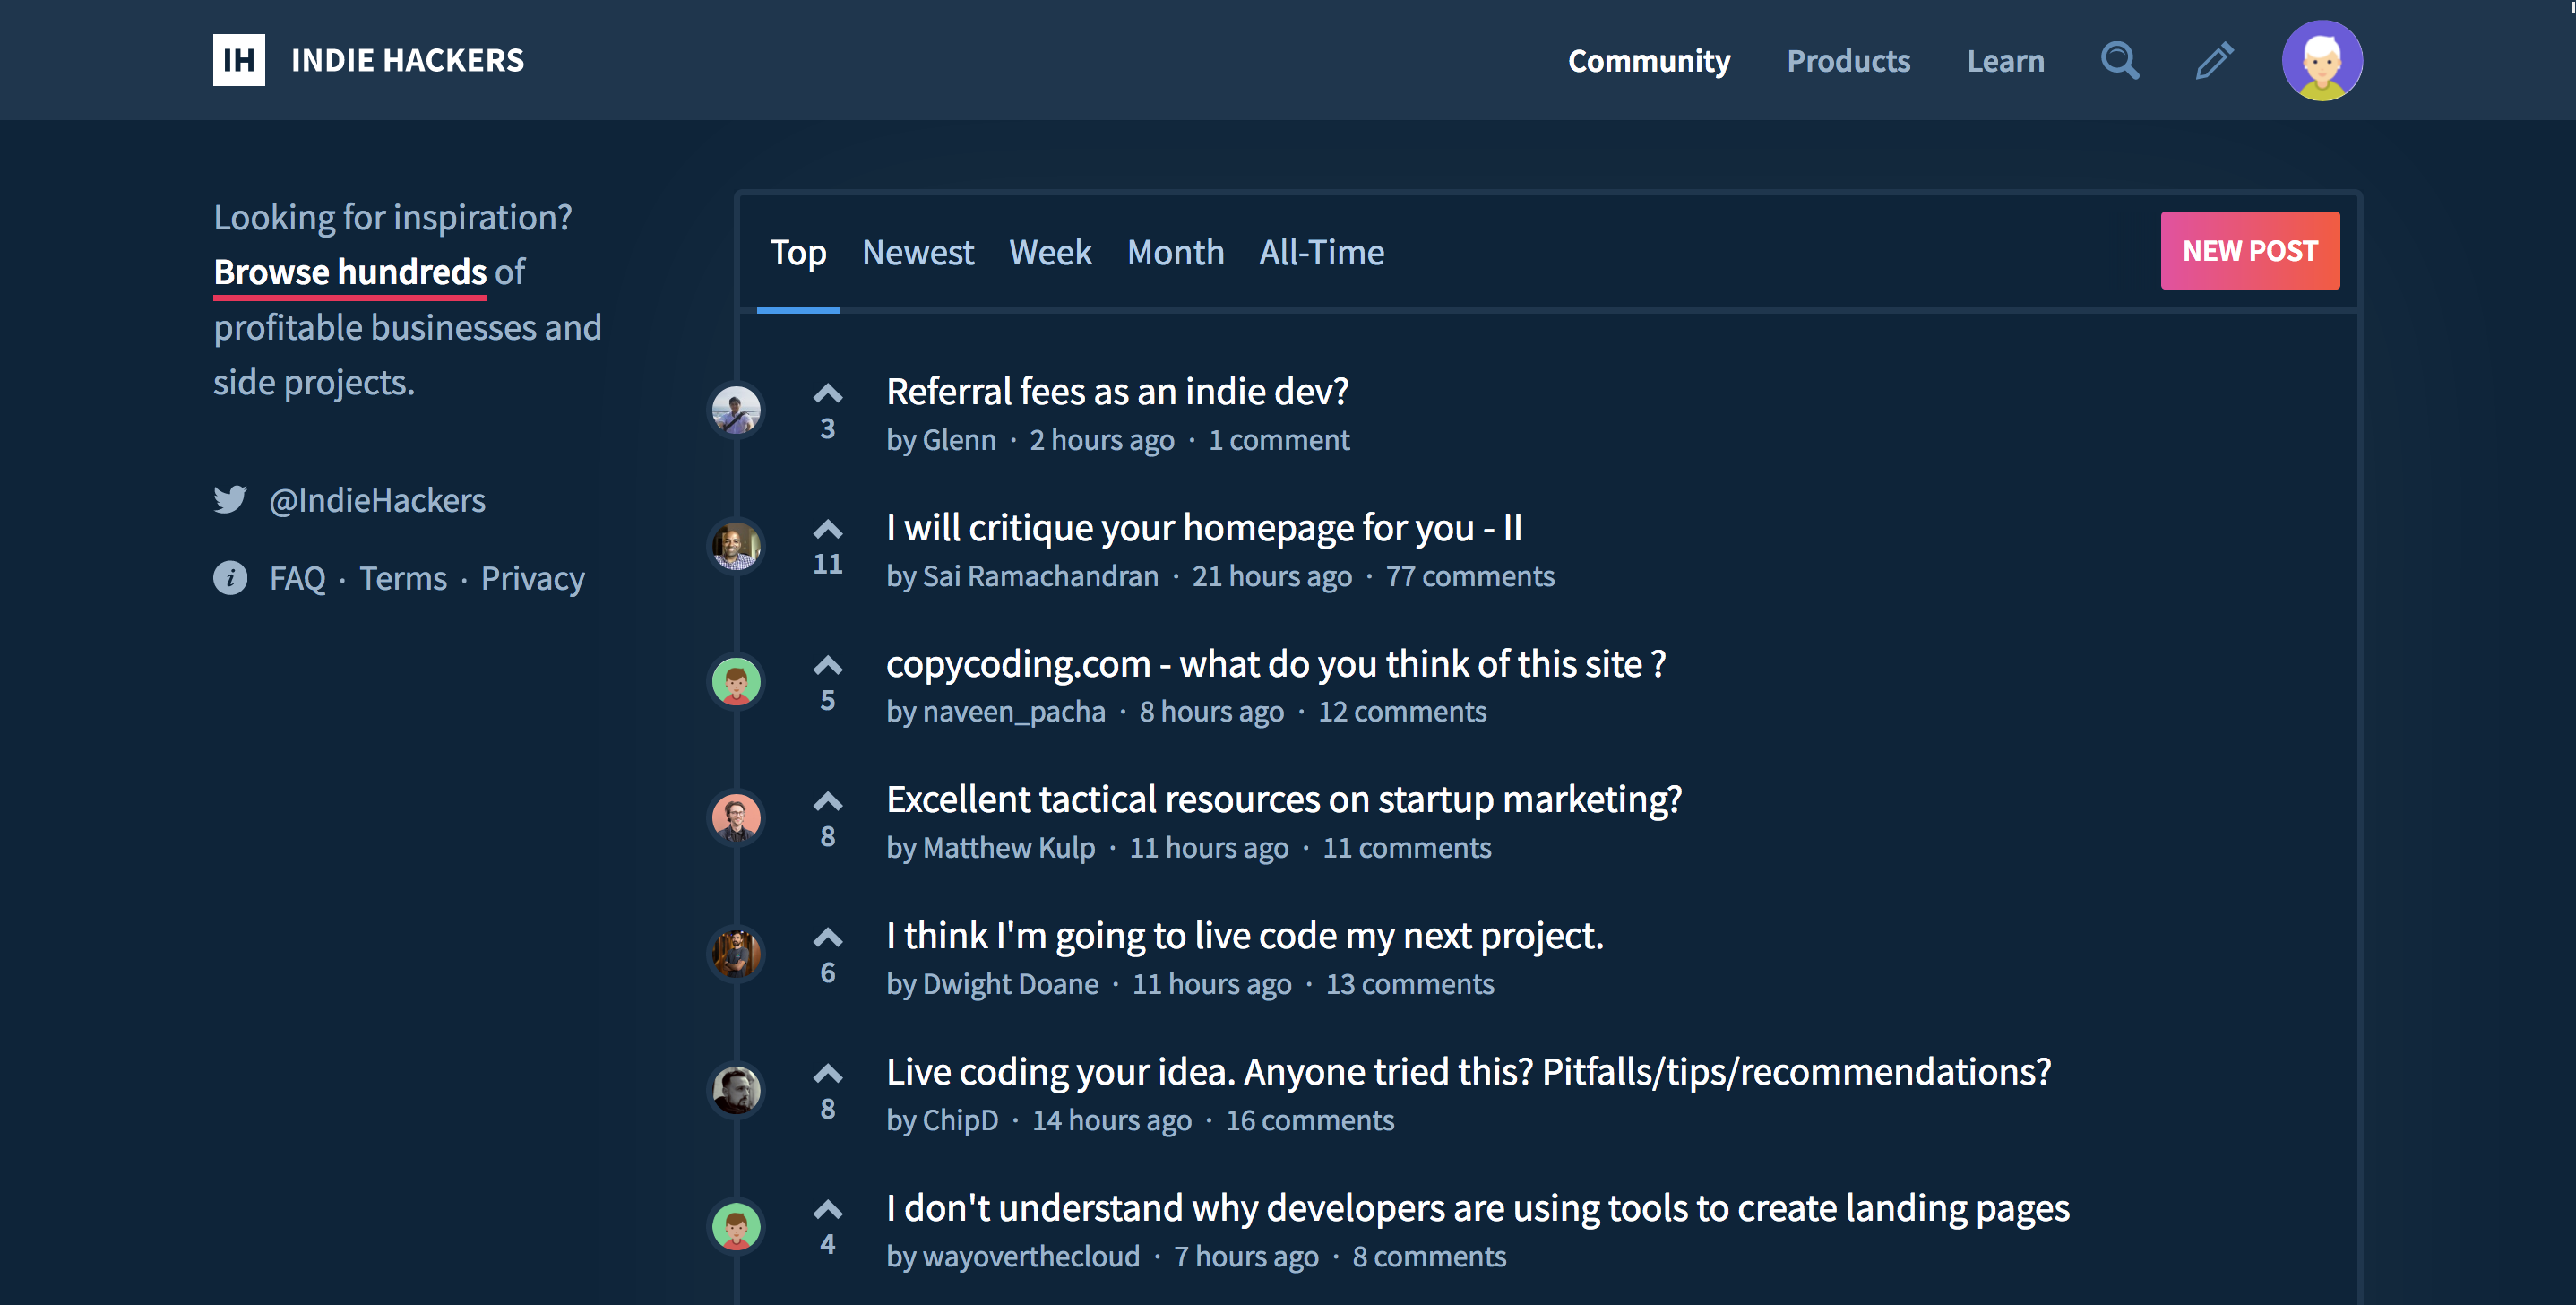 IH INDIE HACKERS
Community Products Learn
Looking for inspiration?
Browse hundreds of
profitable businesses and
side projects.
@IndieHackers
i FAQ · Terms · Privacy
Top Newest Week Month All-Time
NEW POST
Referral fees as an indie dev?
3
by Glenn · 2 hours ago · 1 comment
I will critique your homepage for you - II
11
by Sai Ramachandran · 21 hours ago · 77 comments
copycoding.com - what do you think of this site ?
5
by naveen_pacha · 8 hours ago · 12 comments
Excellent tactical resources on startup marketing?
8
by Matthew Kulp · 11 hours ago · 11 comments
I think I'm going to live code my next project.
6
by Dwight Doane · 11 hours ago · 13 comments
Live coding your idea. Anyone tried this? Pitfalls/tips/recommendations?
8
by ChipD · 14 hours ago · 16 comments
I don't understand why developers are using tools to create landing pages
4
by wayoverthecloud · 7 hours ago · 8 comments